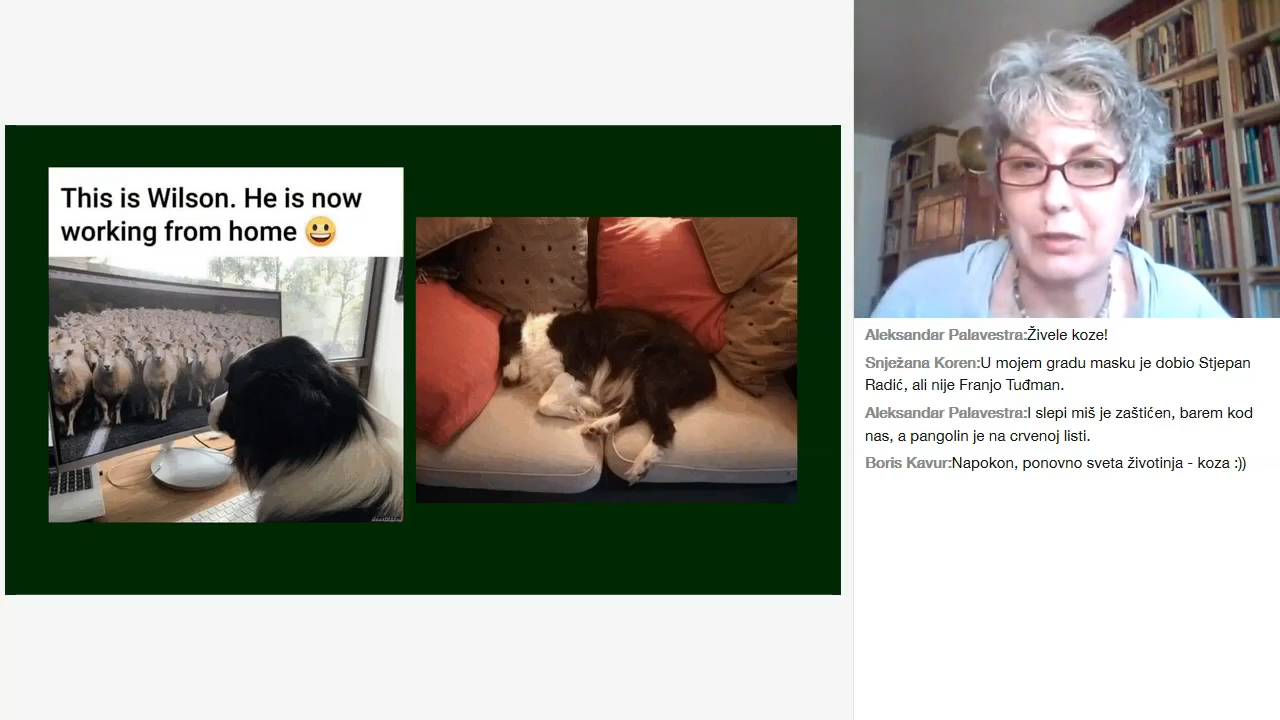 This is Wilson. He is now
working from home 😀
Aleksandar Palavestra:Živele koze!
Snježana Koren:U mojem gradu masku je dobio Stjepan
Radić, ali nije Franjo Tuđman.
Aleksandar Palavestra:I slepi miš je zaštićen, barem kod
nas, a pangolin je na crvenoj listi.
Boris Kavur:Napokon, ponovno sveta životinja - koza :))